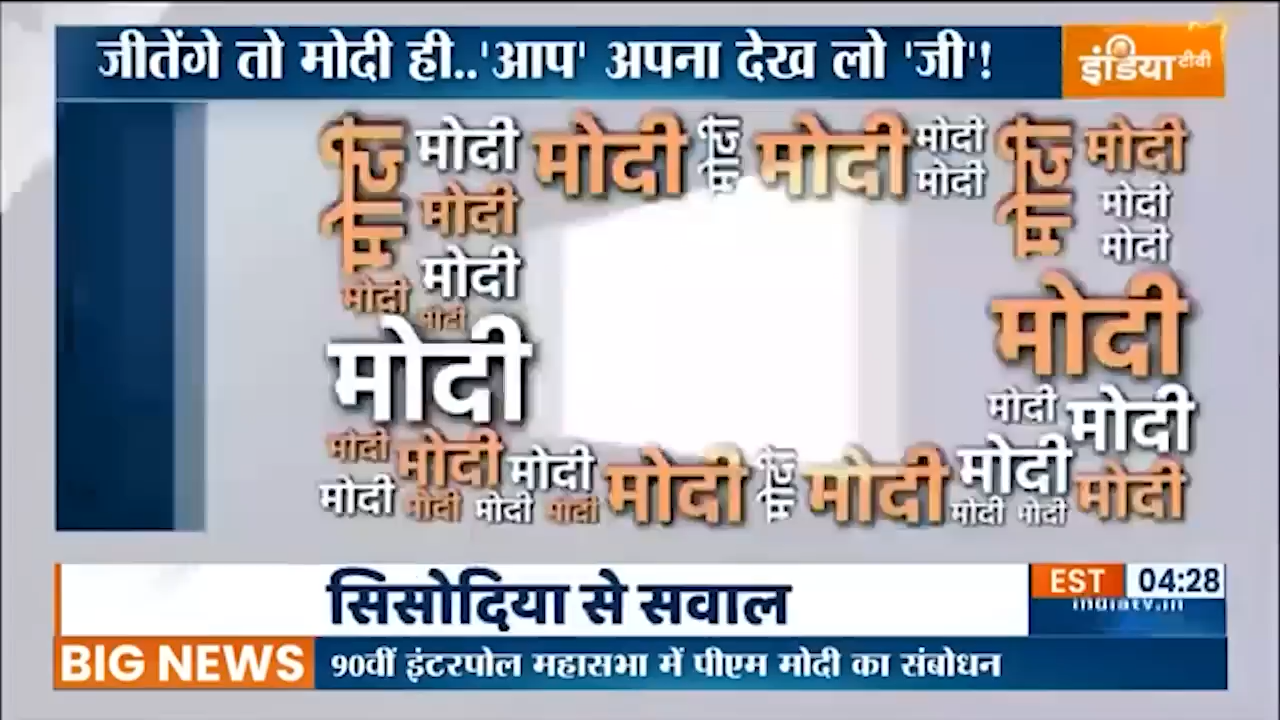 जीतेंगे तो मोदी ही..'आप' अपना देख लो 'जी'!
इंडिया टीवी
मोदी मोदी मोदी मोदी मोदी मोदी मोदी मोदी
मोदी मोदी मोदी
मोदी मोदी
मोदी मोदी
मोदी मोदी
मोदी मोदी मोदी
मोदी मोदी मोदी मोदी मोदी मोदी मोदी मोदी
मोदी मोदी मोदी मोदी मोदी मोदी
सिसोदिया से सवाल
EST 04:28
indiatv.in
BIG NEWS 90वीं इंटरपोल महासभा में पीएम मोदी का संबोधन